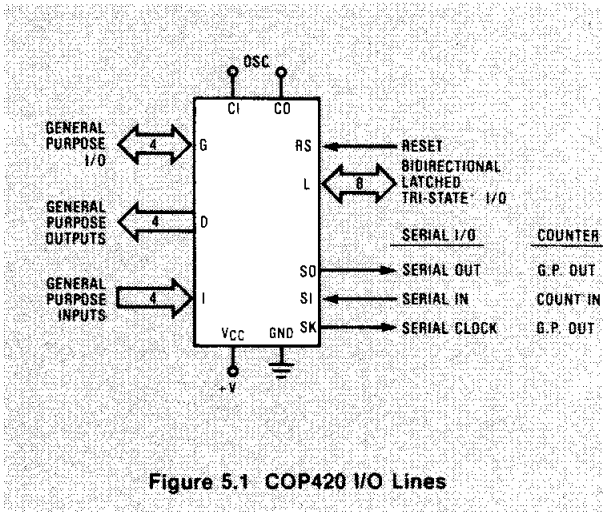 OSC
CI CO
GENERAL
PURPOSE
I/O
4
G
RS
RESET
L
8
BIDIRECTIONAL
LATCHED
TRI-STATE® I/O
GENERAL
PURPOSE
OUTPUTS
4
D
SERIAL I/O COUNTER
SO SERIAL OUT G.P. OUT
GENERAL
PURPOSE
INPUTS
4
I
SI SERIAL IN COUNT IN
SK SERIAL CLOCK G.P. OUT
VCC GND
+V
Figure 5.1 COP420 I/O Lines